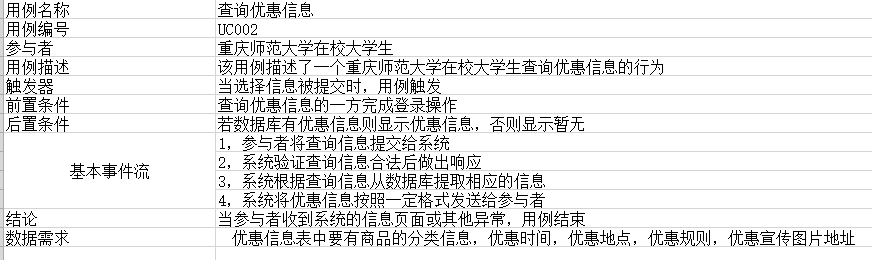 用例名称 查询优惠信息
用例编号 UC002
参与者 重庆师范大学在校大学生
用例描述 该用例描述了一个重庆师范大学在校大学生查询优惠信息的行为
触发器 当选择信息被提交时，用例触发
前置条件 查询优惠信息的一方完成登录操作
后置条件 若数据库有优惠信息则显示优惠信息，否则显示暂无
基本事件流
1，参与者将查询信息提交给系统
2，系统验证查询信息合法后做出响应
3，系统根据查询信息从数据库提取相应的信息
4，系统将优惠信息按照一定格式发送给参与者
结论 当参与者收到系统的信息页面或其他异常，用例结束
数据需求 优惠信息表中要有商品的分类信息，优惠时间，优惠地点，优惠规则，优惠宣传图片地址